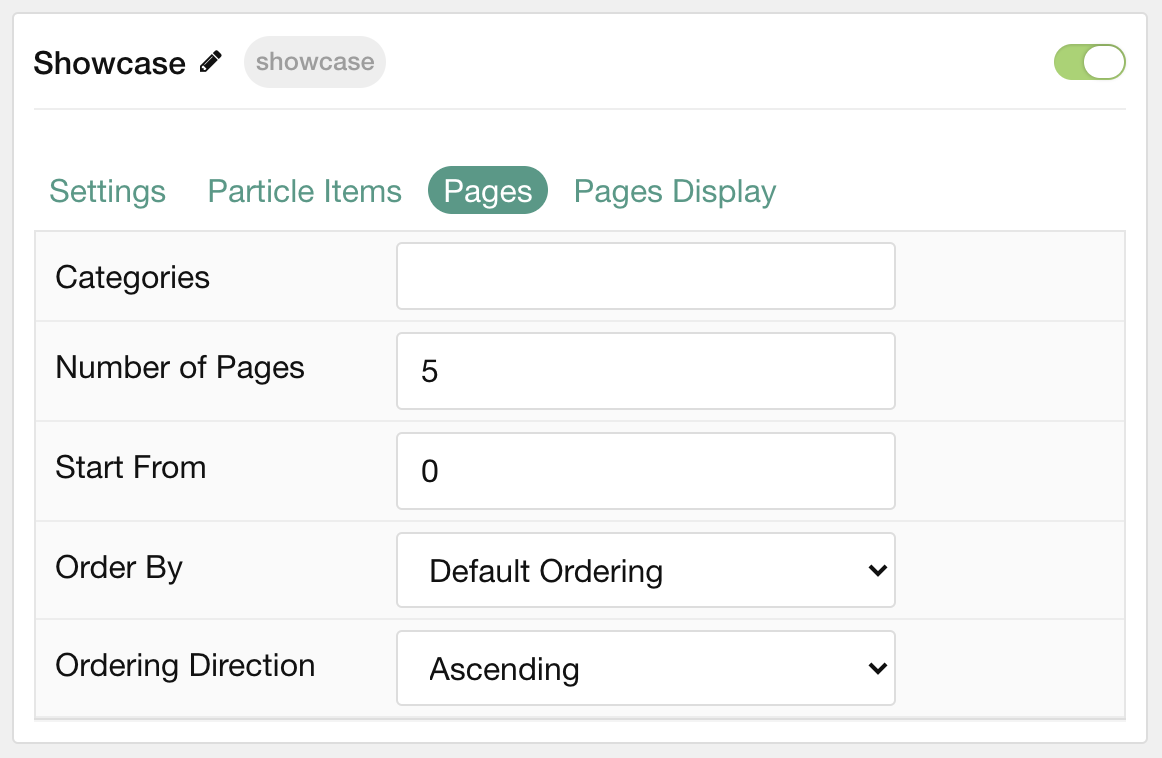 Showcase showcase
Settings Particle Items Pages Pages Display
Categories
Number of Pages 5
Start From 0
Order By Default Ordering
Ordering Direction Ascending